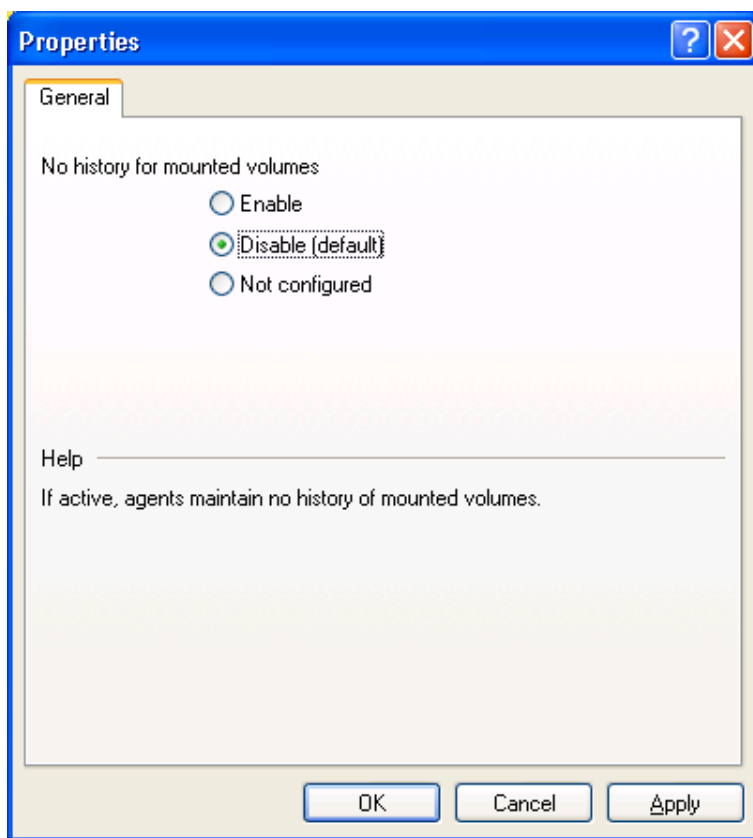 Properties
General
No history for mounted volumes
Enable
Disable (default)
Not configured
Help
If active, agents maintain no history of mounted volumes.
OK Cancel Apply